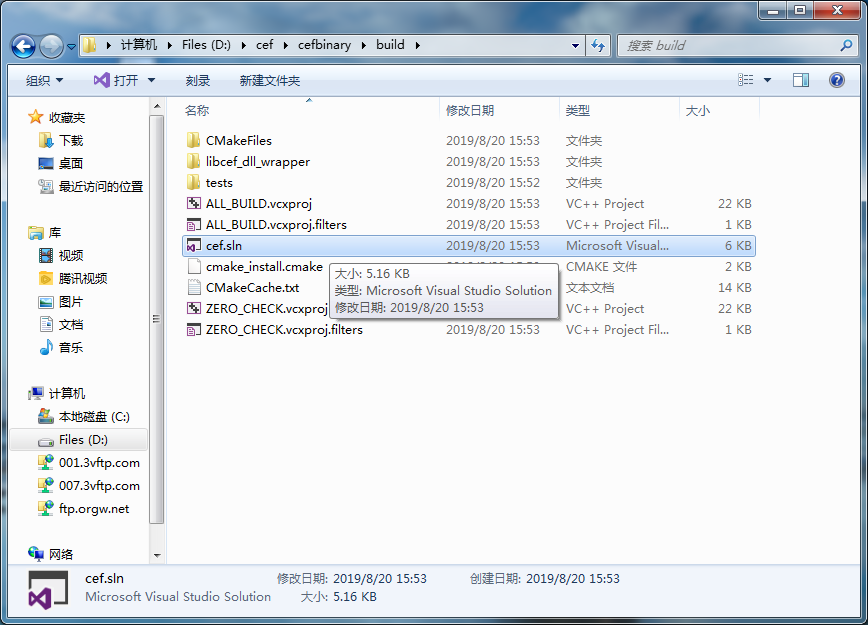 计算机 Files (D:) cef cefbinary build
搜索 build
组织 打开 刻录 新建文件夹
收藏夹
下载
桌面
最近访问的位置
库
视频
腾讯视频
图片
文档
音乐
计算机
本地磁盘 (C:)
Files (D:)
001.3vftp.com
007.3vftp.com
ftp.orgw.net
网络
名称 修改日期 类型 大小
CMakeFiles 2019/8/20 15:53 文件夹
libcef_dll_wrapper 2019/8/20 15:53 文件夹
tests 2019/8/20 15:52 文件夹
ALL_BUILD.vcxproj 2019/8/20 15:53 VC++ Project 22 KB
ALL_BUILD.vcxproj.filters 2019/8/20 15:53 VC++ Project Fil... 1 KB
cef.sln 2019/8/20 15:53 Microsoft Visual... 6 KB
cmake_install.cmake CMAKE 文件 2 KB
CMakeCache.txt 文本文档 14 KB
ZERO_CHECK.vcxproj VC++ Project 22 KB
ZERO_CHECK.vcxproj.filters 2019/8/20 15:53 VC++ Project Fil... 1 KB
大小: 5.16 KB
类型: Microsoft Visual Studio Solution
修改日期: 2019/8/20 15:53
cef.sln 修改日期: 2019/8/20 15:53 创建日期: 2019/8/20 15:53
Microsoft Visual Studio Solution 大小: 5.16 KB